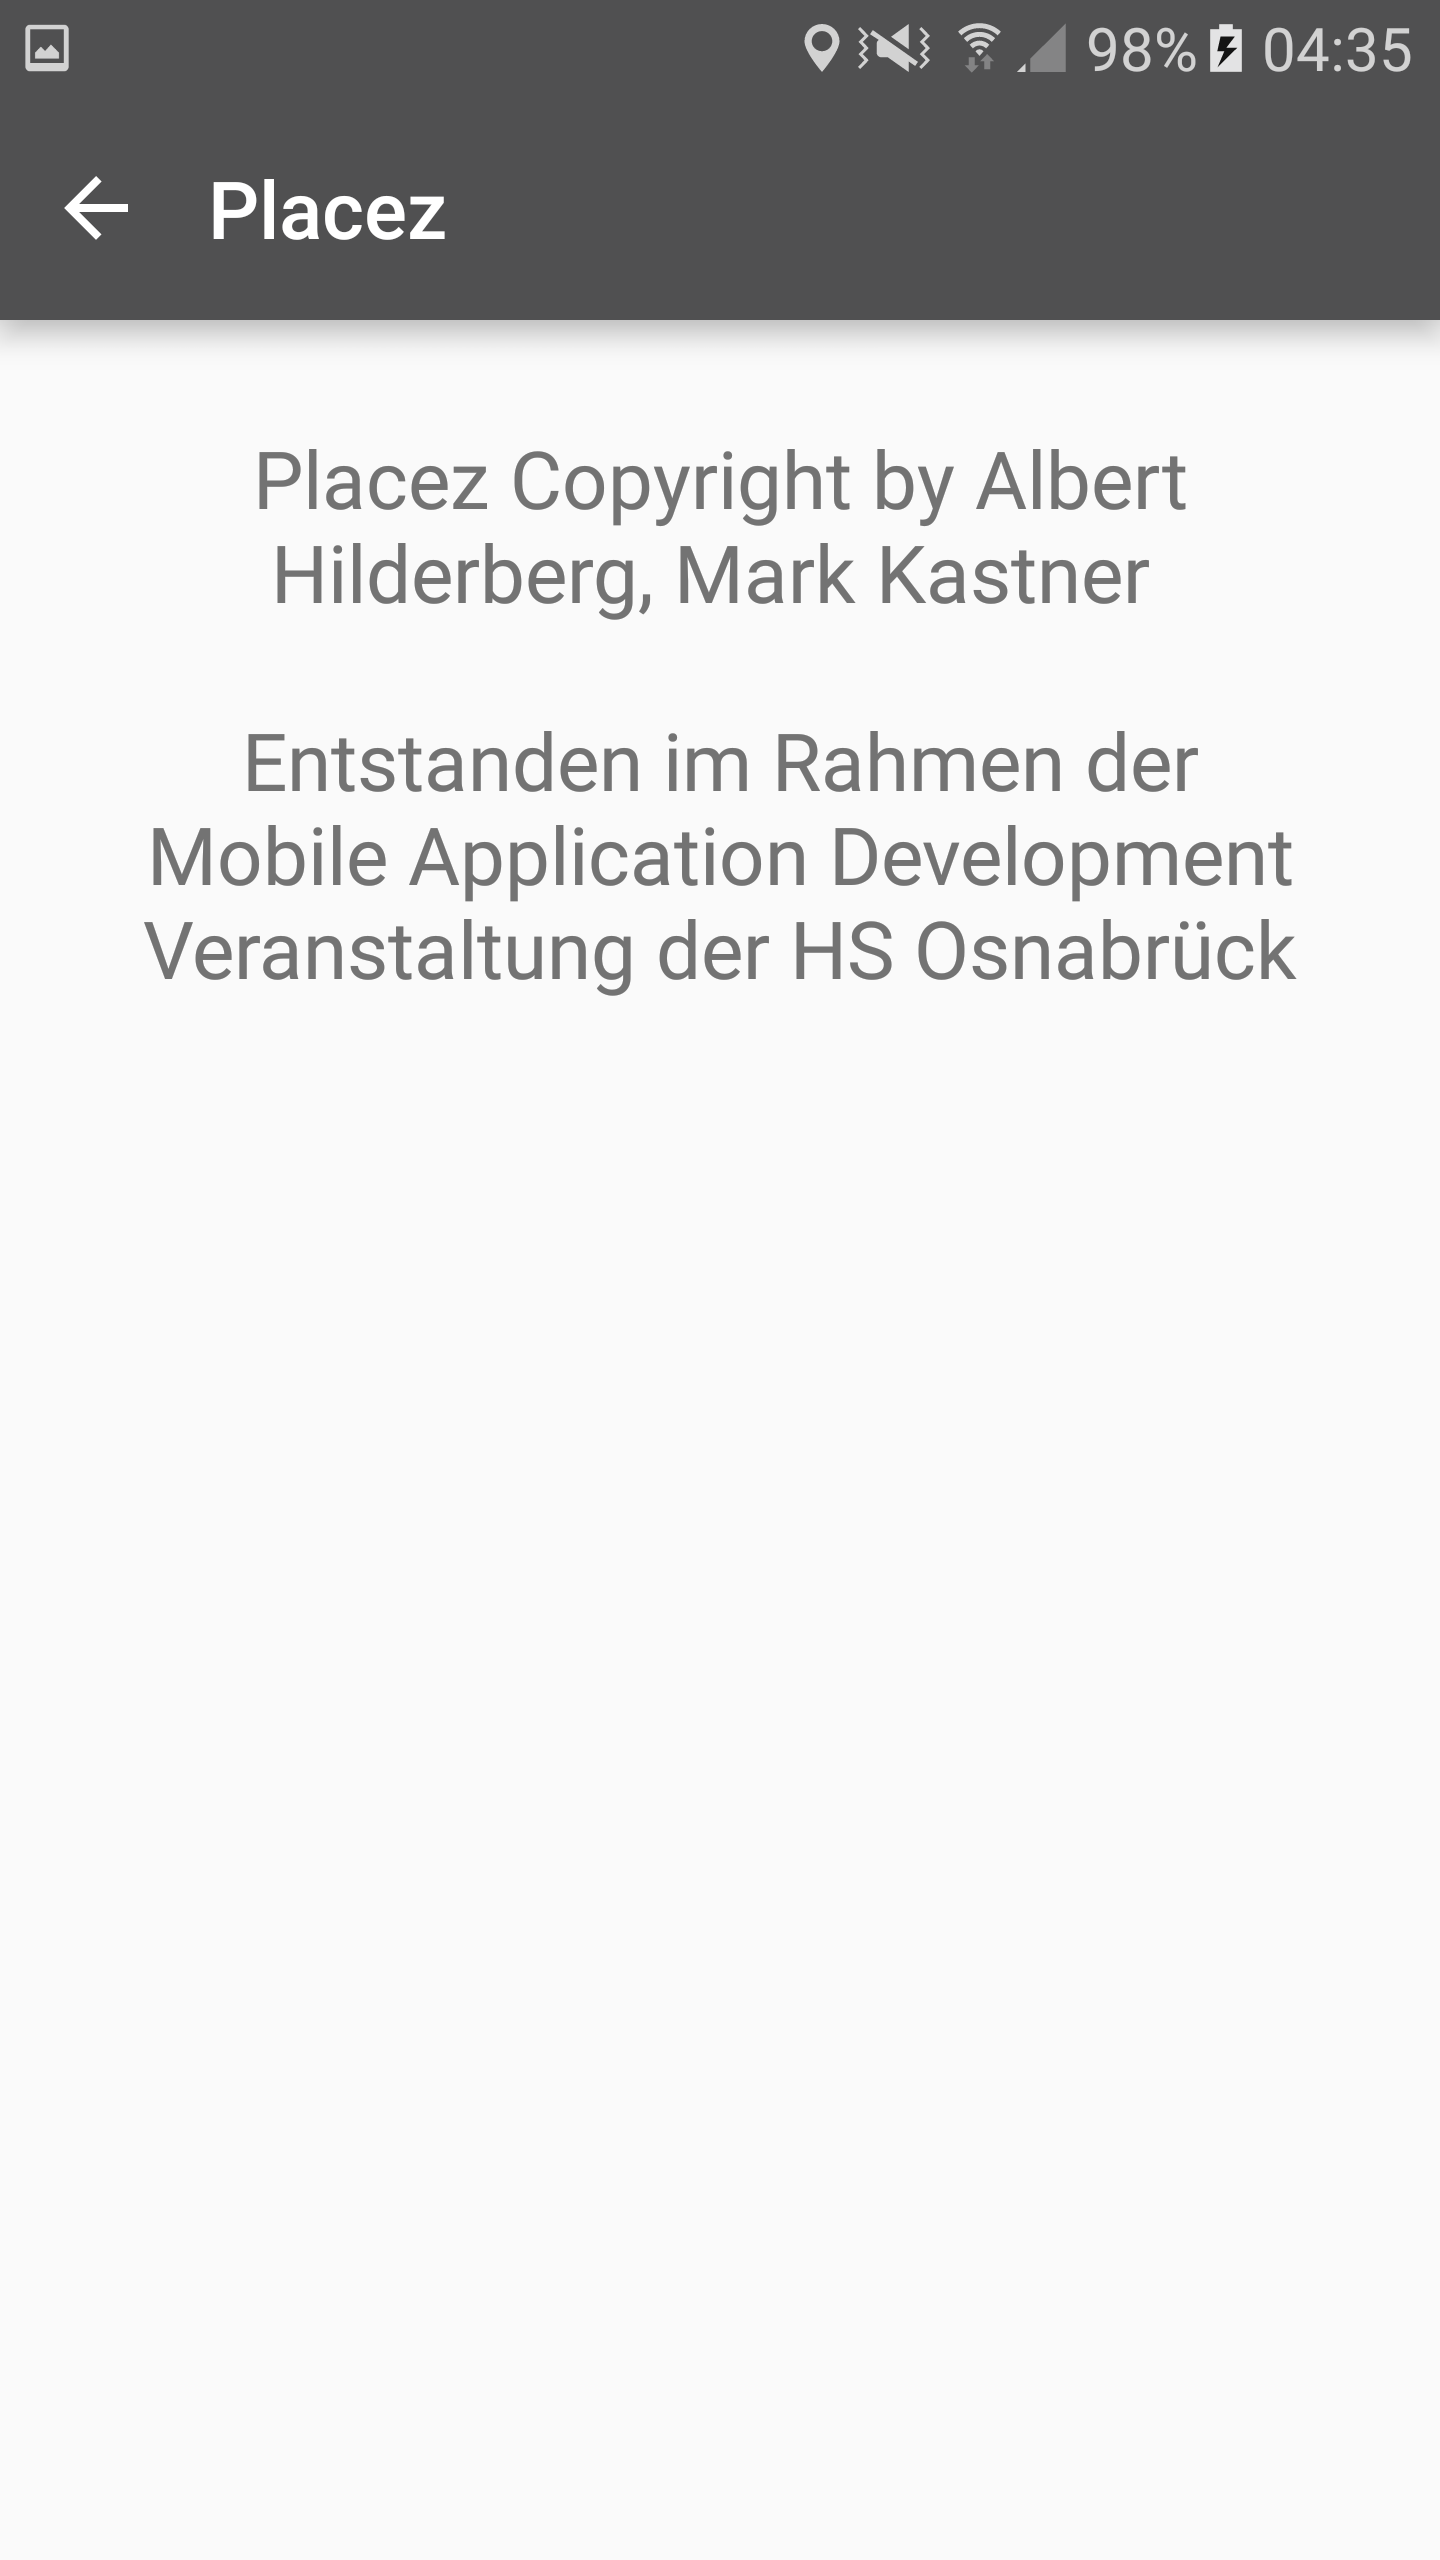 98% 04:35
Placez
Placez Copyright by Albert
Hilderberg, Mark Kastner
Entstanden im Rahmen der
Mobile Application Development
Veranstaltung der HS Osnabrück